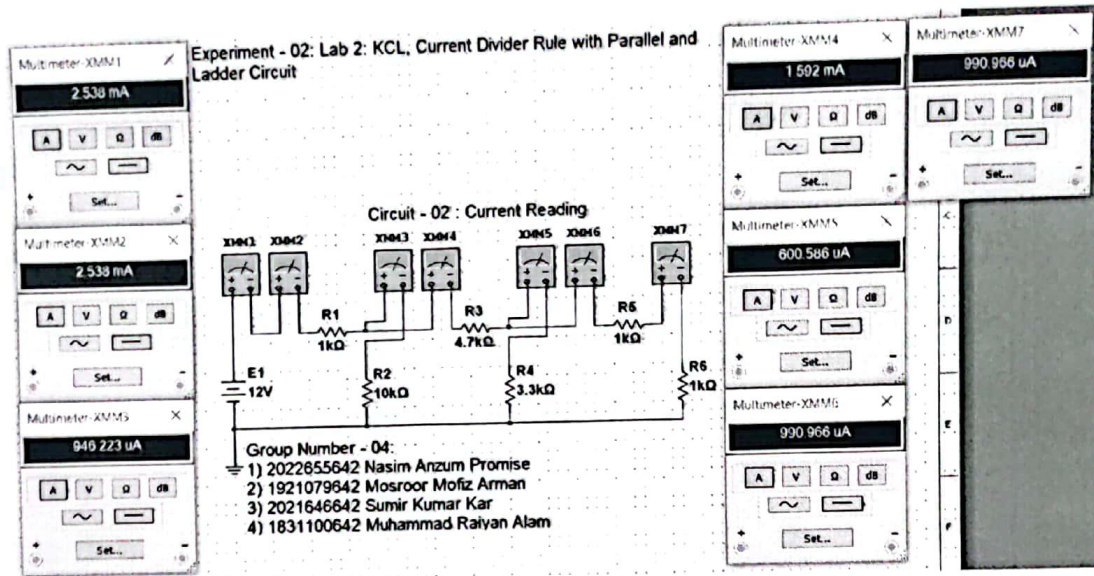 Experiment - 02: Lab 2: KCL, Current Divider Rule with Parallel and
Ladder Circuit
Multimeter-XMM1 ×
2.538 mA
A V Ω dB
~ —
+ -
Set...
Multimeter-XMM2 ×
2.538 mA
A V Ω dB
~ —
+ -
Set...
Multimeter-XMM3 ×
946.223 uA
A V Ω dB
~ —
+ -
Set...
Circuit - 02 : Current Reading
XMM1 XMM2 XMM3 XMM4 XMM5 XMM6 XMM7
R1
1kΩ
R3
4.7kΩ
R5
1kΩ
E1
12V
R2
10kΩ
R4
3.3kΩ
R6
1kΩ
Group Number - 04:
1) 2022655642 Nasim Anzum Promise
2) 1921079642 Mosroor Mofiz Arman
3) 2021646642 Sumir Kumar Kar
4) 1831100642 Muhammad Raiyan Alam
Multimeter-XMM4 ×
1.592 mA
A V Ω dB
~ —
+ -
Set...
Multimeter-XMM5 ×
600.586 uA
A V Ω dB
~ —
+ -
Set...
Multimeter-XMM6 ×
990.966 uA
A V Ω dB
~ —
+ -
Set...
Multimeter-XMM7 ×
990.966 uA
A V Ω dB
~ —
+ -
Set...
C
D
E
F